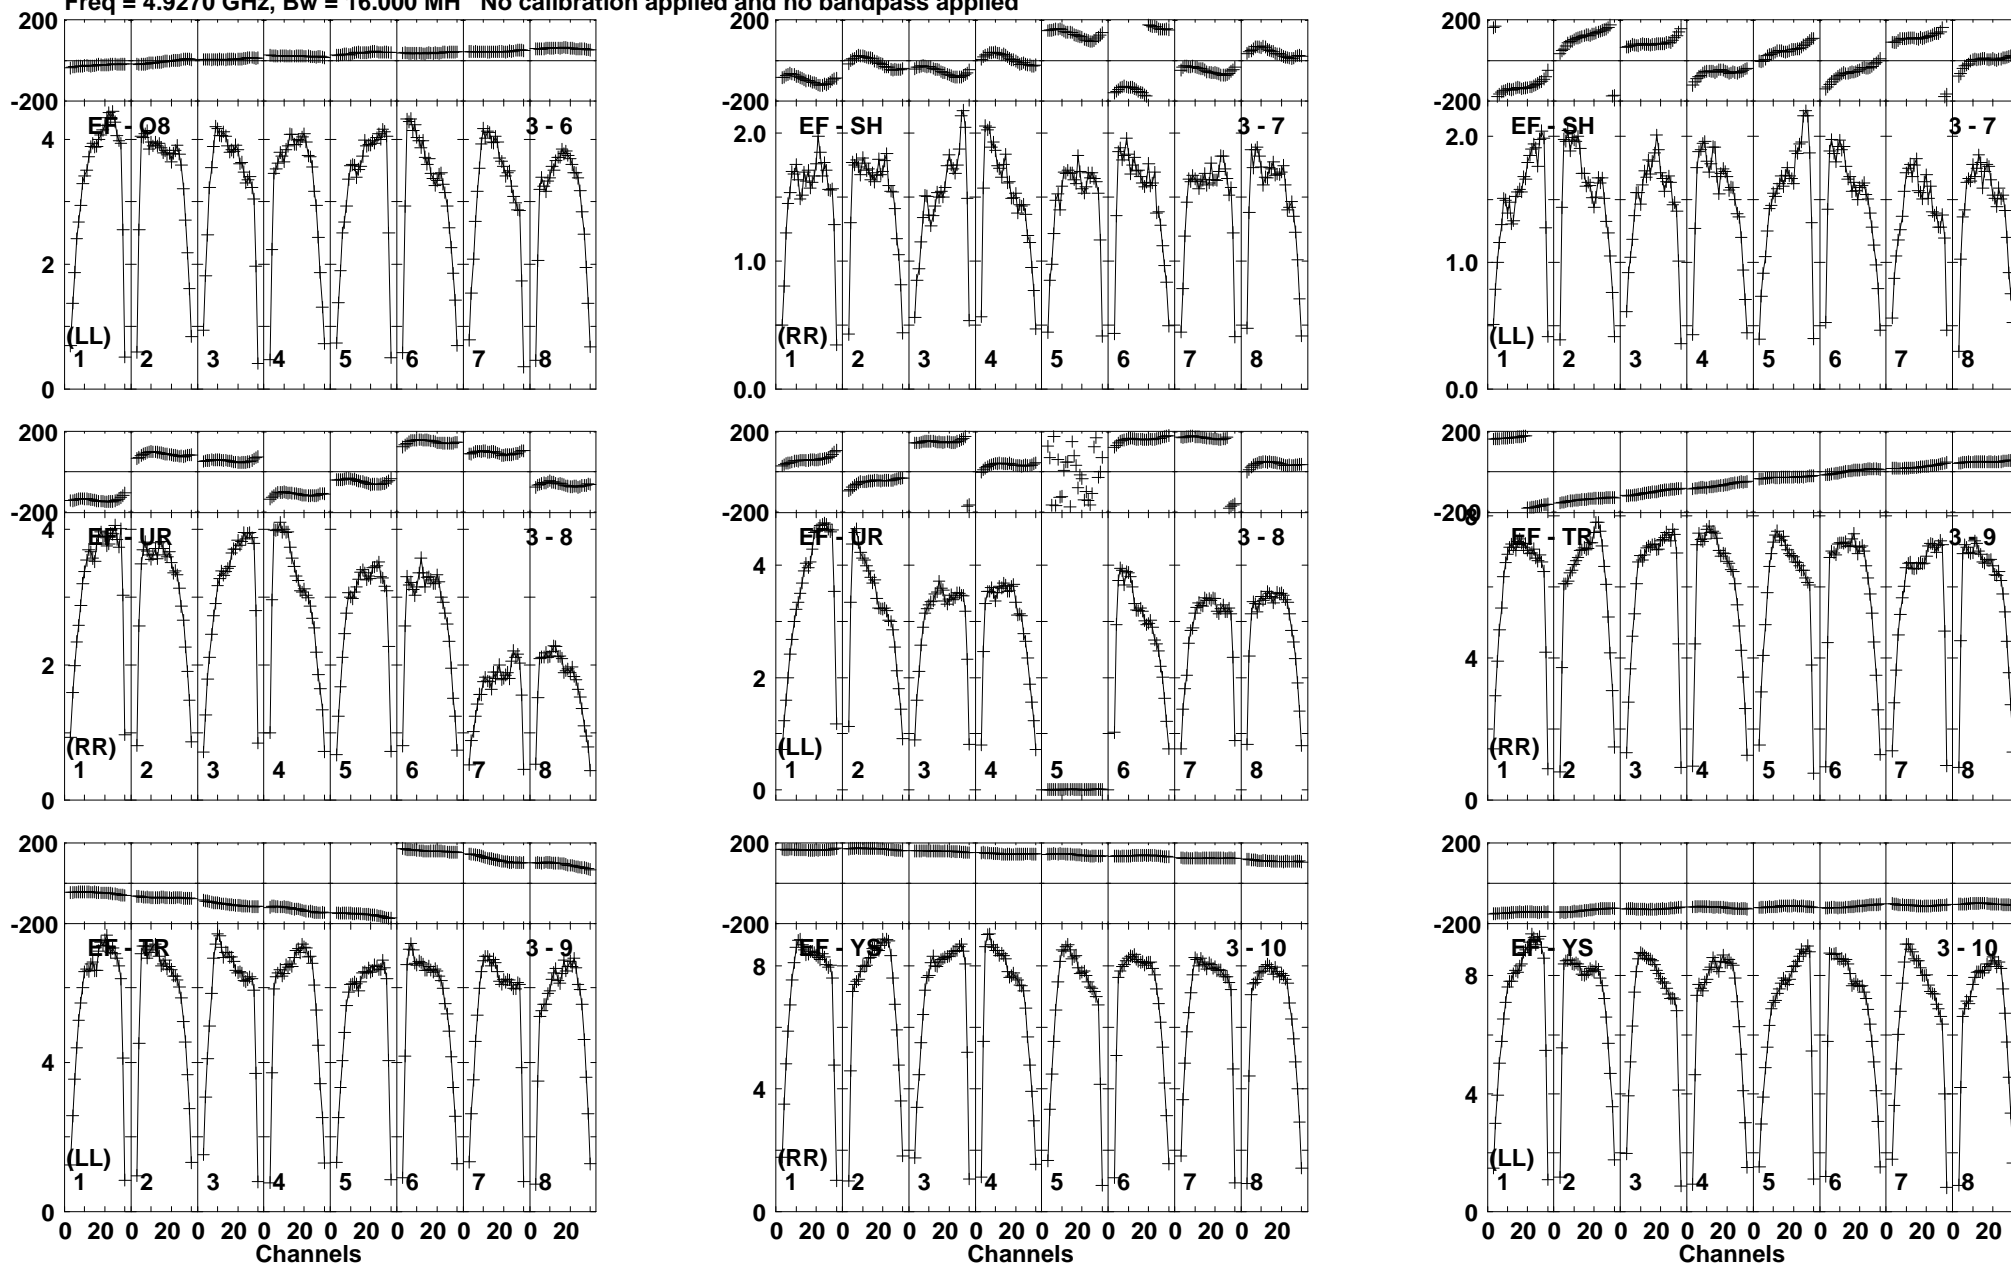 Freq = 4.9270 GHz, Bw = 16.000 MH No calibration applied and no bandpass applied
200 200 200
-200 -200 -200
EF - O8 3 - 6 EF - SH 3 - 7 EF - SH 3 - 7
4 2.0 2.0
2 1.0 1.0
(LL) (RR) (LL)
1 2 3 4 5 6 7 8 1 2 3 4 5 6 7 8 1 2 3 4 5 6 7 8
0 0.0 0.0
200 200 200
-200 -200 -200
8
EF - UR 3 - 8 EF - UR 3 - 8 EF - TR 3 - 9
4 4
2 2 4
(RR) (LL) (RR)
1 2 3 4 5 6 7 8 1 2 3 4 5 6 7 8 1 2 3 4 5 6 7 8
0 0 0
200 200 200
-200 -200 -200
EF - TR 3 - 9 EF - YS 3 - 10 EF - YS 3 - 10
8 8
4 4 4
(LL) (RR) (LL)
1 2 3 4 5 6 7 8 1 2 3 4 5 6 7 8 1 2 3 4 5 6 7 8
0 0 0
0 20 0 20 0 20 0 20 0 20 0 20 0 20 0 20 0 20 0 20 0 20 0 20 0 20 0 20 0 20 0 20 0 20 0 20 0 20 0 20 0 20 0 20 0 20 0 20
Channels Channels Channels